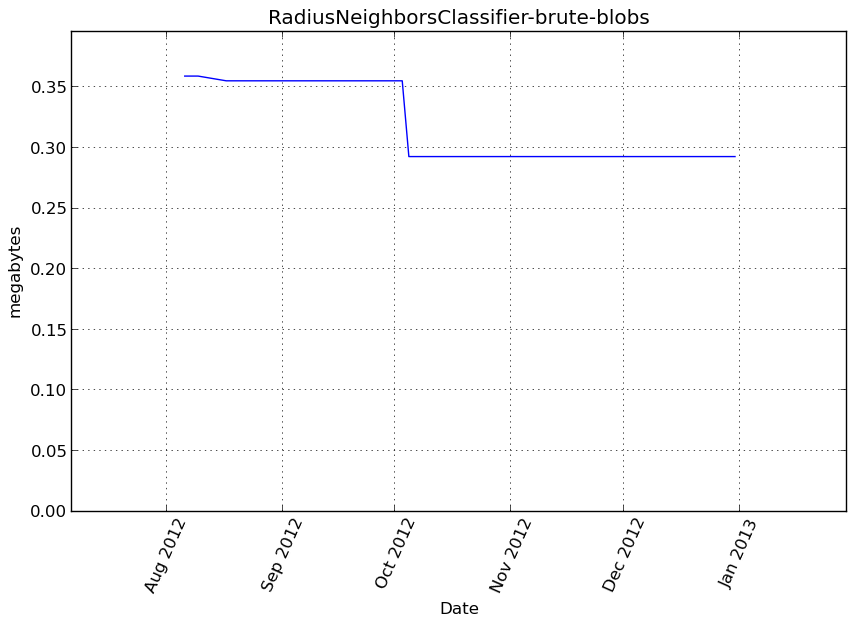 RadiusNeighborsClassifier-brute-blobs
0.35
0.30
0.25
0.20
0.15
0.10
0.05
0.00
megabytes
Aug 2012
Sep 2012
Oct 2012
Nov 2012
Dec 2012
Jan 2013
Date